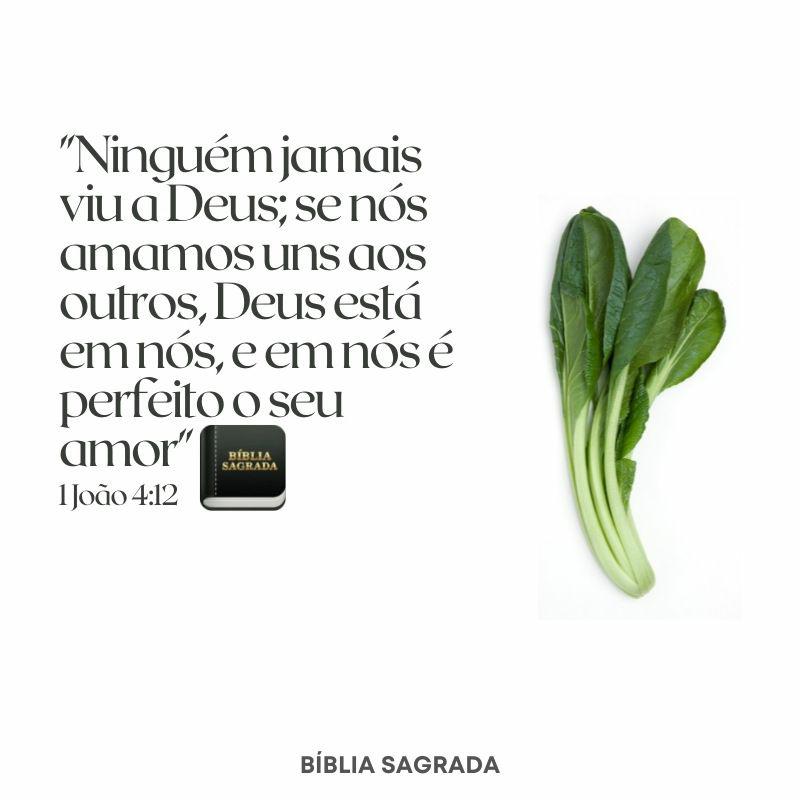 "Ninguém jamais
viu a Deus; se nós
amamos uns aos
outros, Deus está
em nós, e em nós é
perfeito o seu
amor"
BÍBLIA
SAGRADA
1 João 4:12
BÍBLIA SAGRADA